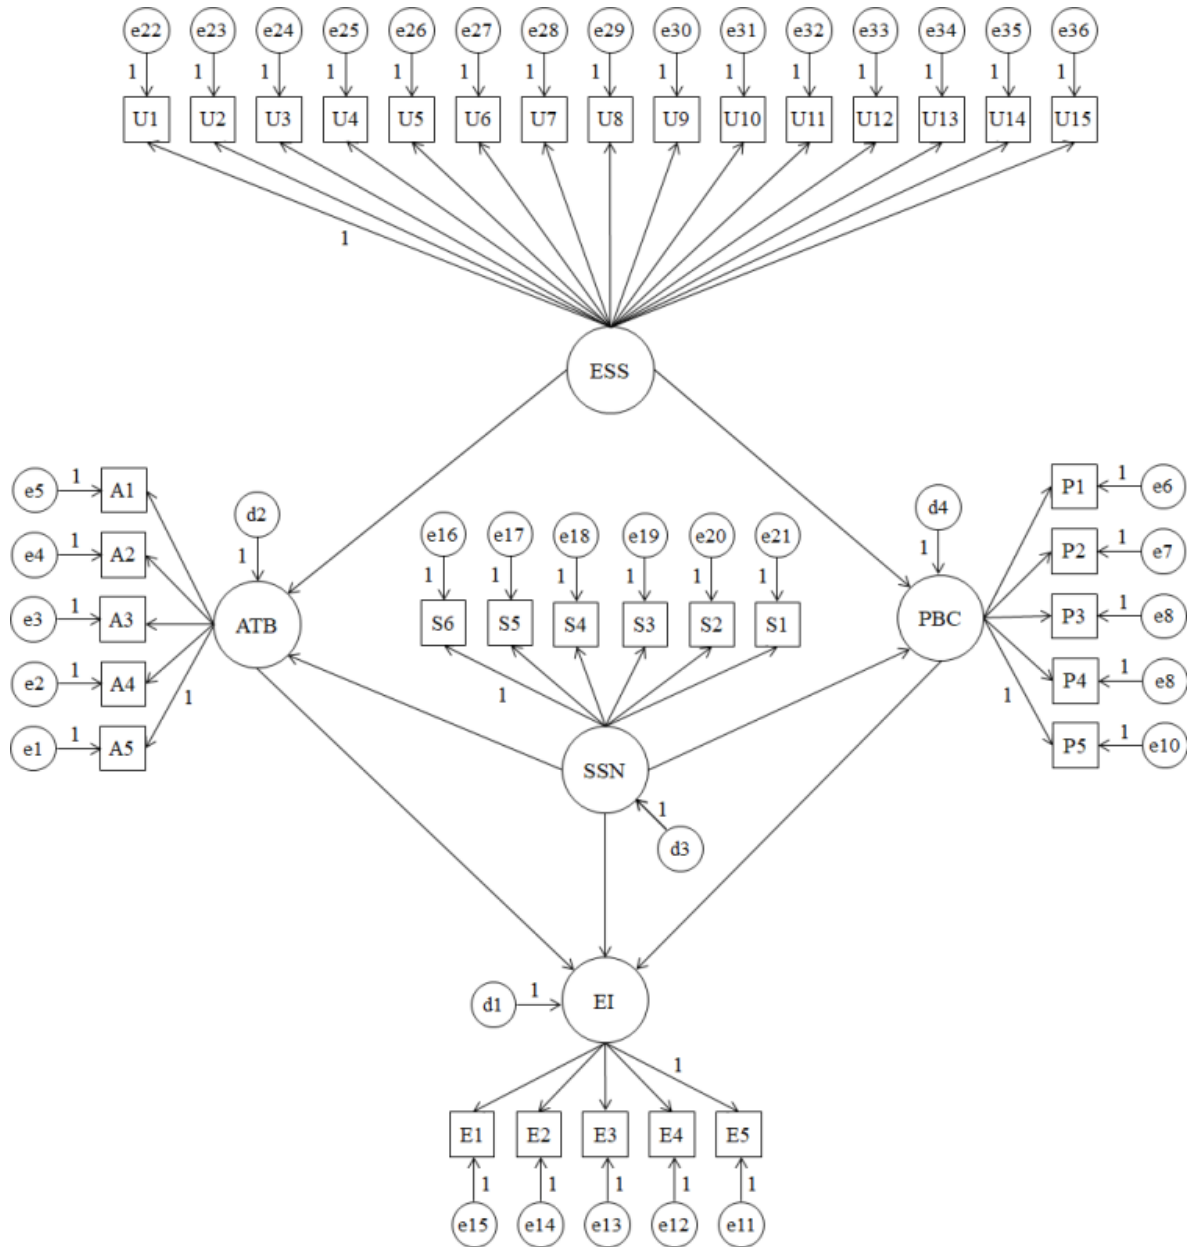 e22 e23 e24 e25 e26 e27 e28 e29 e30 e31 e32 e33 e34 e35 e36
1 1 1 1 1 1 1 1 1 1 1 1 1 1 1
U1 U2 U3 U4 U5 U6 U7 U8 U9 U10 U11 U12 U13 U14 U15
1
ESS
e5 1 A1
e4 1 A2
e3 1 A3
e2 1 A4
e1 1 A5
1
d2
1
ATB
e16 e17 e18 e19 e20 e21
1 1 1 1 1 1
S6 S5 S4 S3 S2 S1
1
SSN
1
d3
d4
1
PBC
P1 1 e6
P2 1 e7
P3 1 e8
P4 1 e8
1
P5 1 e10
d1 1 EI
1
E1 E2 E3 E4 E5
1 1 1 1 1
e15 e14 e13 e12 e11